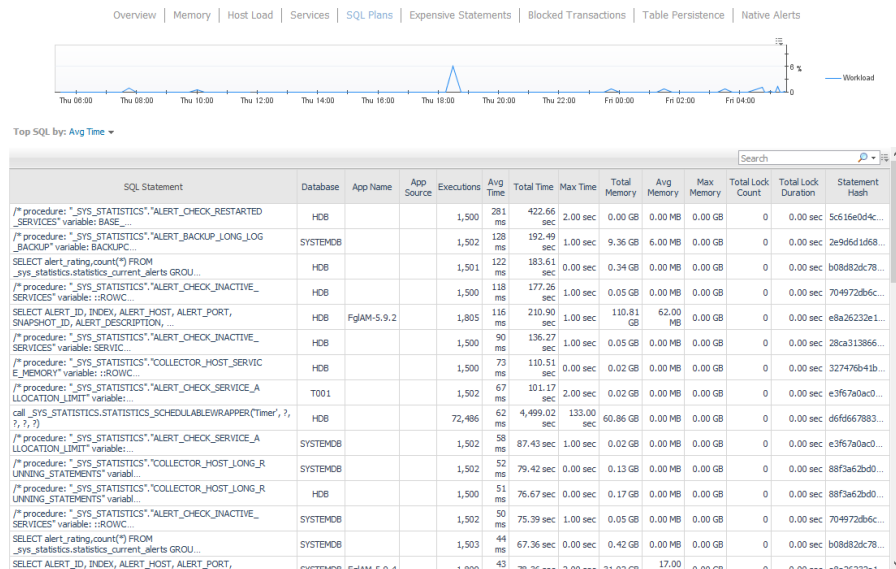 Overview Memory Host Load Services SQL Plans Expensive Statements Blocked Transactions Table Persistence Native Alerts
6 %
Workload
0
Thu 06:00 Thu 08:00 Thu 10:00 Thu 12:00 Thu 14:00 Thu 16:00 Thu 18:00 Thu 20:00 Thu 22:00 Fri 00:00 Fri 02:00 Fri 04:00
Top SQL by: Avg Time
Search
SQL Statement Database App Name App Source Executions Avg Time Total Time Max Time Total Memory Avg Memory Max Memory Total Lock Count Total Lock Duration Statement Hash
/* procedure: "_SYS_STATISTICS"."ALERT_CHECK_RESTARTED
_SERVICES" variable: BASE_... HDB 1,500 281 ms 422.66 sec 2.00 sec 0.00 GB 0.00 MB 0.00 GB 0 0.00 sec 5c616e0d4c...
/* procedure: "_SYS_STATISTICS"."ALERT_BACKUP_LONG_LOG
_BACKUP" variable: BACKUPC... SYSTEMDB 1,502 128 ms 192.49 sec 1.00 sec 9.36 GB 6.00 MB 0.00 GB 0 0.00 sec 2e9d6d1d68...
SELECT alert_rating,count(*) FROM
_sys_statistics.statistics_current_alerts GROU... HDB 1,501 122 ms 183.61 sec 0.00 sec 0.34 GB 0.00 MB 0.00 GB 0 0.00 sec b08d82dc78...
/* procedure: "_SYS_STATISTICS"."ALERT_CHECK_INACTIVE_
SERVICES" variable: ::ROWC... HDB 1,500 118 ms 177.26 sec 1.00 sec 0.05 GB 0.00 MB 0.00 GB 0 0.00 sec 704972db6c...
SELECT ALERT_ID, INDEX, ALERT_HOST, ALERT_PORT,
SNAPSHOT_ID, ALERT_DESCRIPTION, ... HDB FglAM-5.9.2 1,805 116 ms 210.90 sec 1.00 sec 110.81 GB 62.00 MB 0.00 GB 0 0.00 sec e8a26232e1...
/* procedure: "_SYS_STATISTICS"."ALERT_CHECK_INACTIVE_
SERVICES" variable: SERVIC... HDB 1,500 90 ms 136.27 sec 1.00 sec 0.05 GB 0.00 MB 0.00 GB 0 0.00 sec 28ca313866...
/* procedure: "_SYS_STATISTICS"."COLLECTOR_HOST_SERVIC
E_MEMORY" variable: ::ROWC... HDB 1,500 73 ms 110.51 sec 0.00 sec 0.02 GB 0.00 MB 0.00 GB 0 0.00 sec 327476b41b...
/* procedure: "_SYS_STATISTICS"."ALERT_CHECK_SERVICE_A
LLOCATION_LIMIT" variable:... T001 1,502 67 ms 101.17 sec 2.00 sec 0.02 GB 0.00 MB 0.00 GB 0 0.00 sec e3f67a0ac0...
call _SYS_STATISTICS.STATISTICS_SCHEDULABLEWRAPPER('Timer', ?,
?, ?, ?) HDB 72,486 62 ms 4,499.02 sec 133.00 sec 60.86 GB 0.00 MB 0.00 GB 0 0.00 sec d6fd667883...
/* procedure: "_SYS_STATISTICS"."ALERT_CHECK_SERVICE_A
LLOCATION_LIMIT" variable:... SYSTEMDB 1,502 58 ms 87.43 sec 1.00 sec 0.02 GB 0.00 MB 0.00 GB 0 0.00 sec e3f67a0ac0...
/* procedure: "_SYS_STATISTICS"."COLLECTOR_HOST_LONG_R
UNNING_STATEMENTS" variabl... SYSTEMDB 1,502 52 ms 79.42 sec 0.00 sec 0.13 GB 0.00 MB 0.00 GB 0 0.00 sec 88f3a62bd0...
/* procedure: "_SYS_STATISTICS"."COLLECTOR_HOST_LONG_R
UNNING_STATEMENTS" variabl... HDB 1,500 51 ms 76.67 sec 0.00 sec 0.17 GB 0.00 MB 0.00 GB 0 0.00 sec 88f3a62bd0...
/* procedure: "_SYS_STATISTICS"."ALERT_CHECK_INACTIVE_
SERVICES" variable: ::ROWC... SYSTEMDB 1,502 50 ms 75.39 sec 1.00 sec 0.05 GB 0.00 MB 0.00 GB 0 0.00 sec 704972db6c...
SELECT alert_rating,count(*) FROM
_sys_statistics.statistics_current_alerts GROU... SYSTEMDB 1,503 44 ms 67.36 sec 0.00 sec 0.42 GB 0.00 MB 0.00 GB 0 0.00 sec b08d82dc78...
SELECT ALERT_ID, INDEX, ALERT_HOST, ALERT_PORT, 43 17.00